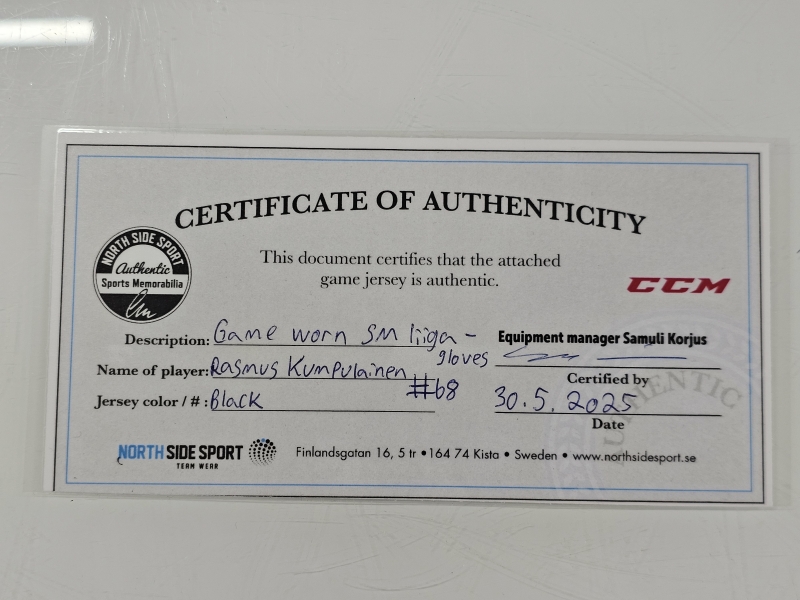 CERTIFICATE OF AUTHENTICITY
NORTH SIDE SPORT
Authentic
Sports Memorabilia
This document certifies that the attached
game jersey is authentic.
CCM
Description: Game worn SM liiga-
gloves
Equipment manager Samuli Korjus
Name of player: Rasmus Kumpulainen
#68
Certified by
Jersey color / #: Black
30.5.2025
Date
AUTHENTIC
NORTH SIDE SPORT
TEAM WEAR
Finlandsgatan 16, 5 tr • 164 74 Kista • Sweden • www.northsidesport.se